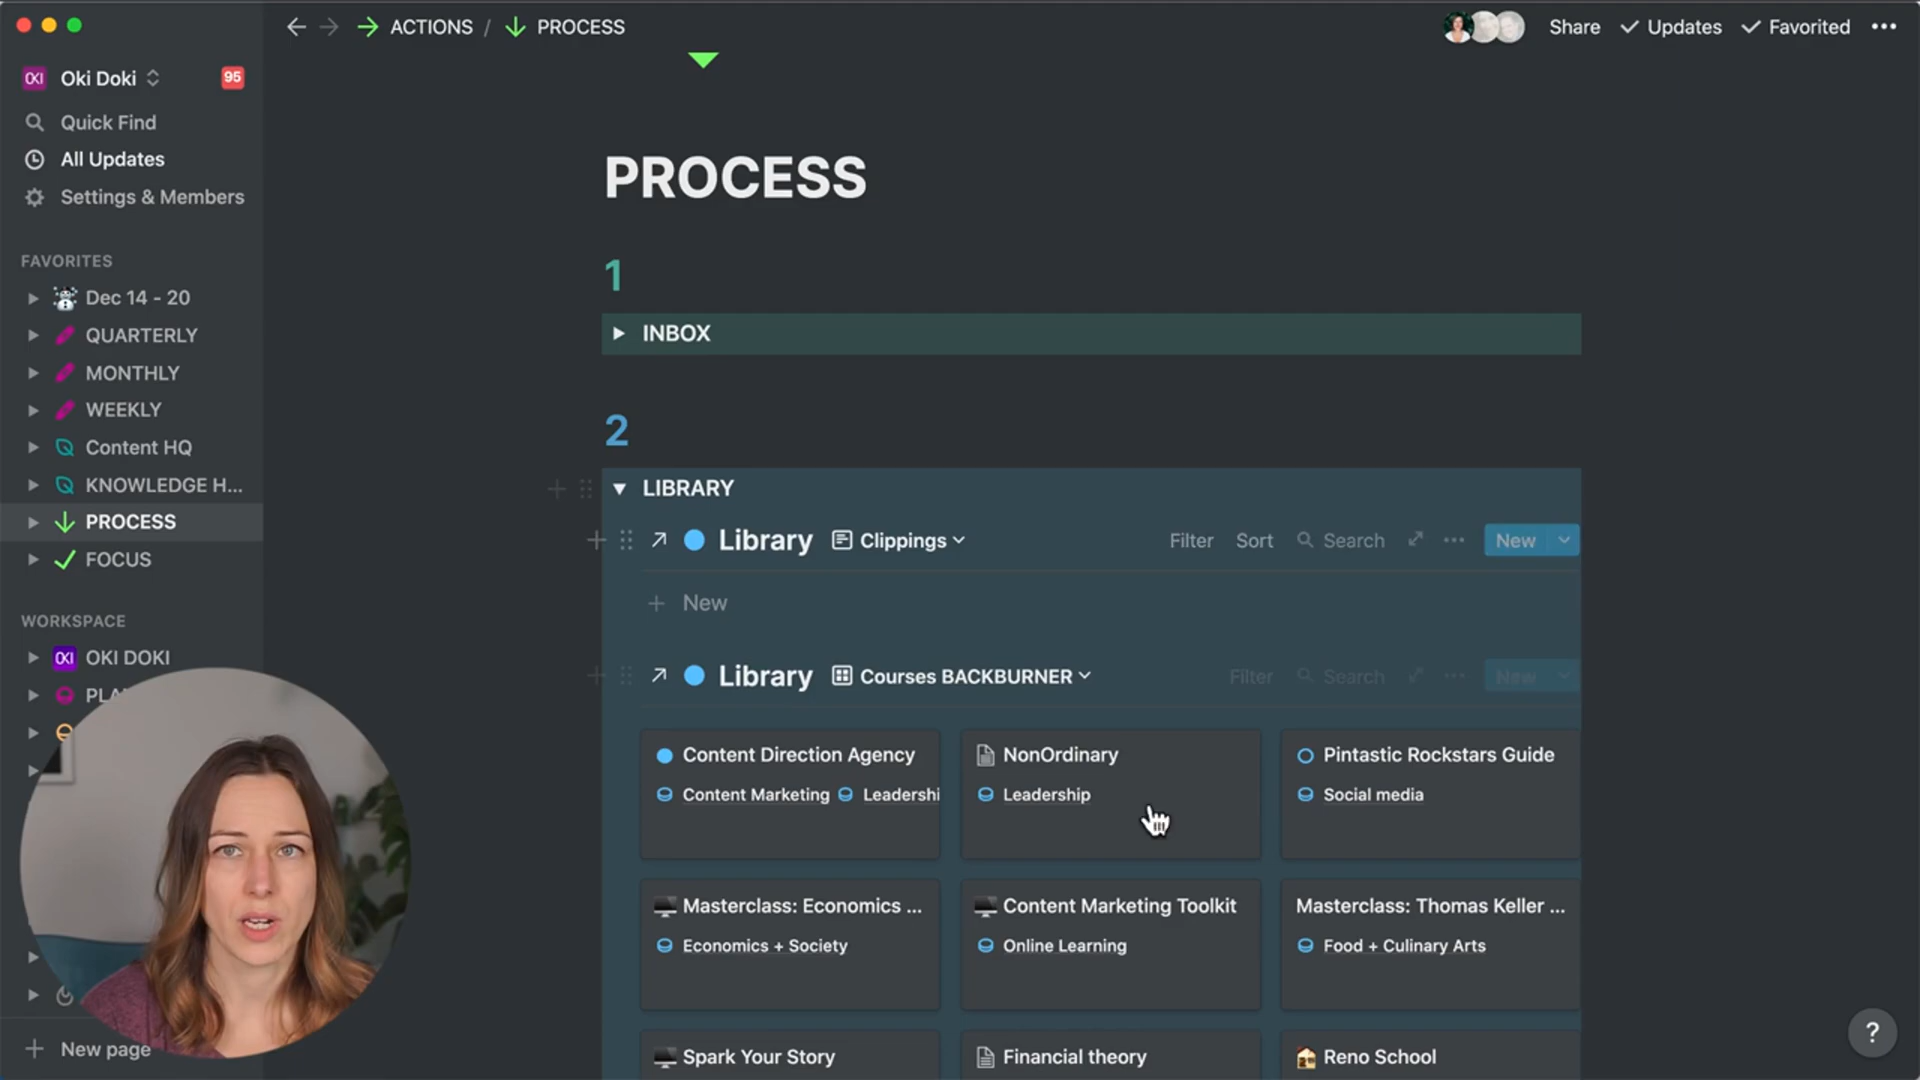 ACTIONS / PROCESS
Share Updates Favorited
OKI Oki Doki 95
Quick Find
All Updates
Settings & Members
FAVORITES
Dec 14 - 20
QUARTERLY
MONTHLY
WEEKLY
Content HQ
KNOWLEDGE H...
PROCESS
FOCUS
WORKSPACE
OKI OKI DOKI
New page
PROCESS
1
INBOX
2
LIBRARY
Library Clippings Filter Sort Search New
New
Library Courses BACKBURNER Filter Search New
Content Direction Agency
Content Marketing Leadershi
NonOrdinary
Leadership
Pintastic Rockstars Guide
Social media
Masterclass: Economics ...
Economics + Society
Content Marketing Toolkit
Online Learning
Masterclass: Thomas Keller ...
Food + Culinary Arts
Spark Your Story
Financial theory
Reno School
?